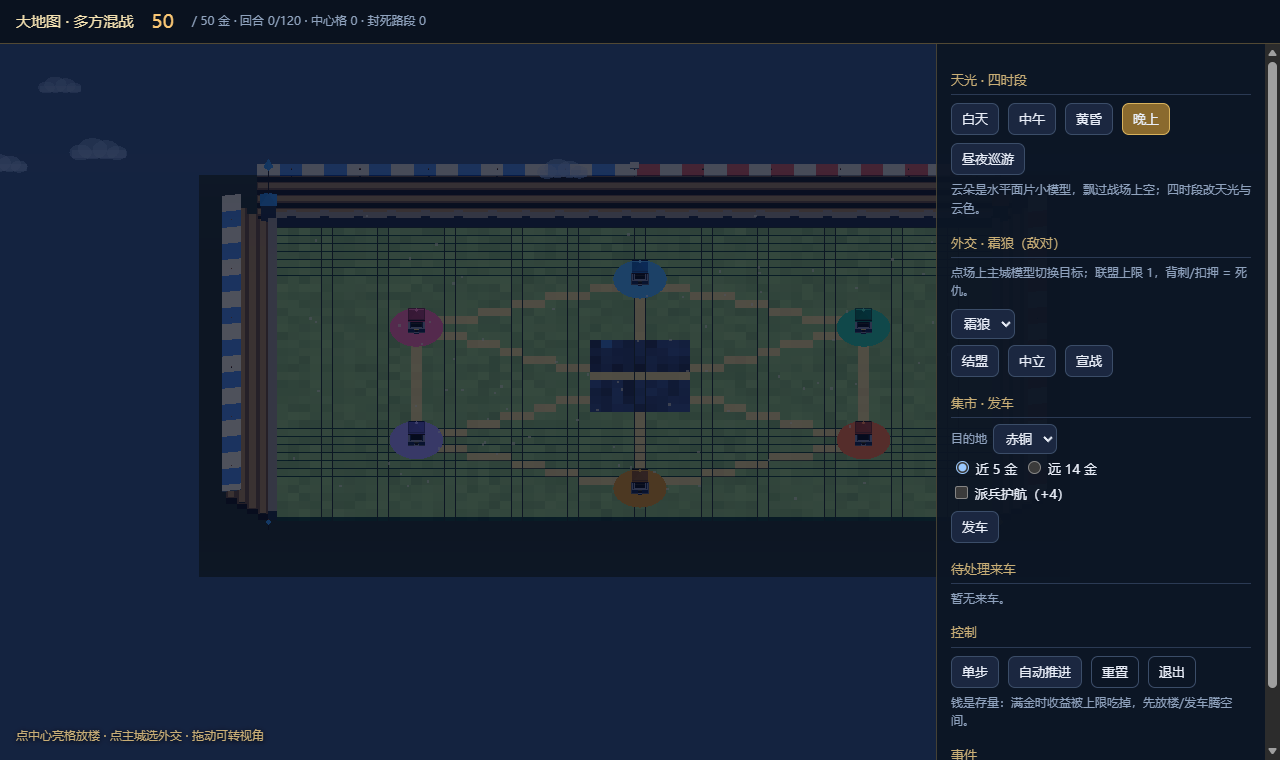 大地图 · 多方混战 50 / 50 金 · 回合 0/120 · 中心格 0 · 封死路段 0
天光 · 四时段
白天 中午 黄昏 晚上
昼夜巡游
云朵是水平面片小模型，飘过战场上空；四时段改天光与
云色。
外交 · 霜狼（敌对）
点场上主城模型切换目标；联盟上限 1，背刺/扣押 = 死
仇。
霜狼
结盟 中立 宣战
集市 · 发车
目的地 赤铜
近 5 金 远 14 金
派兵护航（+4）
发车
待处理来车
暂无来车。
控制
单步 自动推进 重置 退出
钱是存量：满金时收益被上限吃掉，先放楼/发车腾空
间。
事件
点中心亮格放楼 · 点主城选外交 · 拖动可转视角